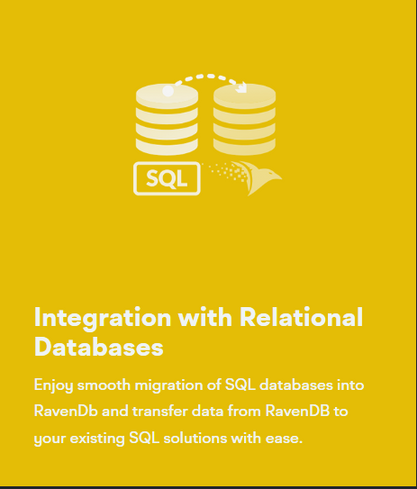 SQL
Integration with Relational
Databases
Enjoy smooth migration of SQL databases into
RavenDb and transfer data from RavenDB to
your existing SQL solutions with ease.